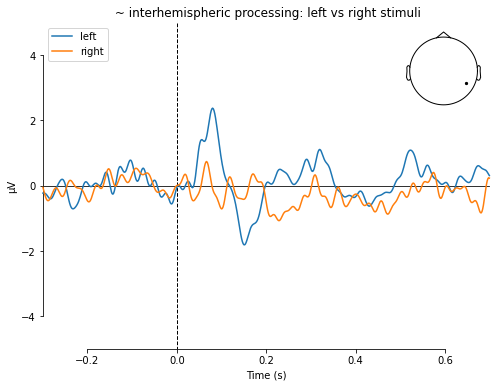 ~ interhemispheric processing: left vs right stimuli
left
right
4
2
0
−2
−4
µV
−0.2
0.0
0.2
0.4
0.6
Time (s)